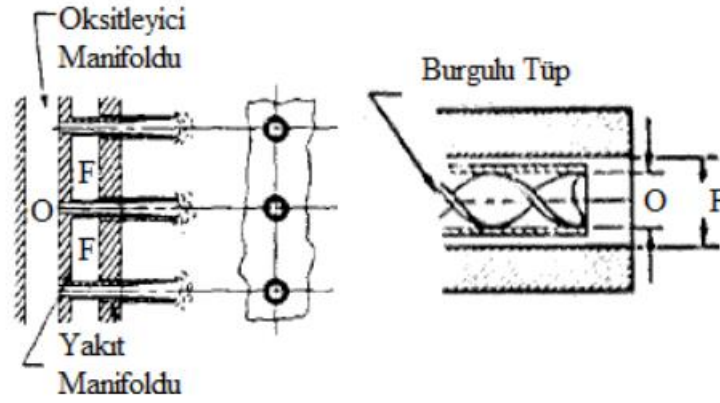 Oksitleyici
Manifoldu
Burgulu Tüp
F
O
F
O
F
Yakıt
Manifoldu